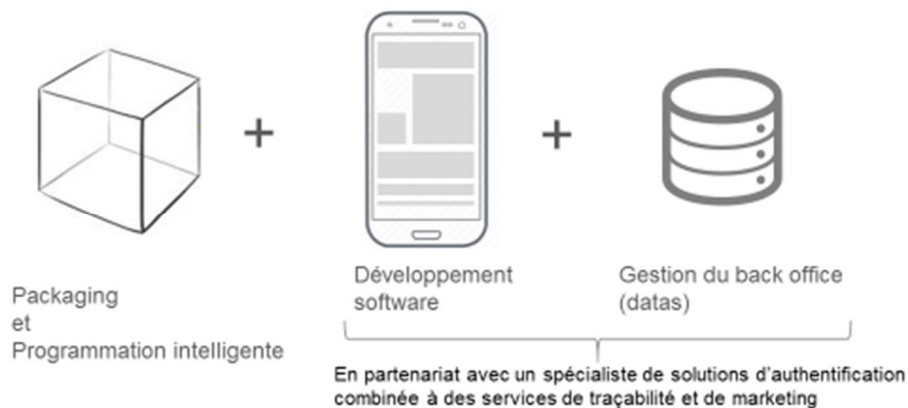 Packaging
et
Programmation intelligente
Développement
software
Gestion du back office
(datas)
En partenariat avec un spécialiste de solutions d'authentification
combinée à des services de traçabilité et de marketing